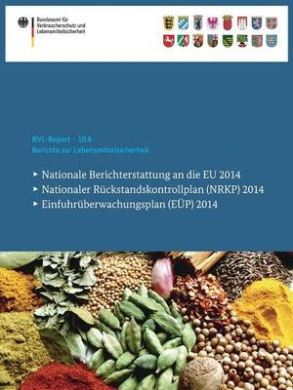 Bundesamt für
Verbraucherschutz und
Lebensmittelsicherheit
BVL-Report · 10.6
Berichte zur Lebensmittelsicherheit
▸ Nationale Berichterstattung an die EU 2014
▸ Nationaler Rückstandskontrollplan (NRKP) 2014
▸ Einfuhrüberwachungsplan (EÜP) 2014